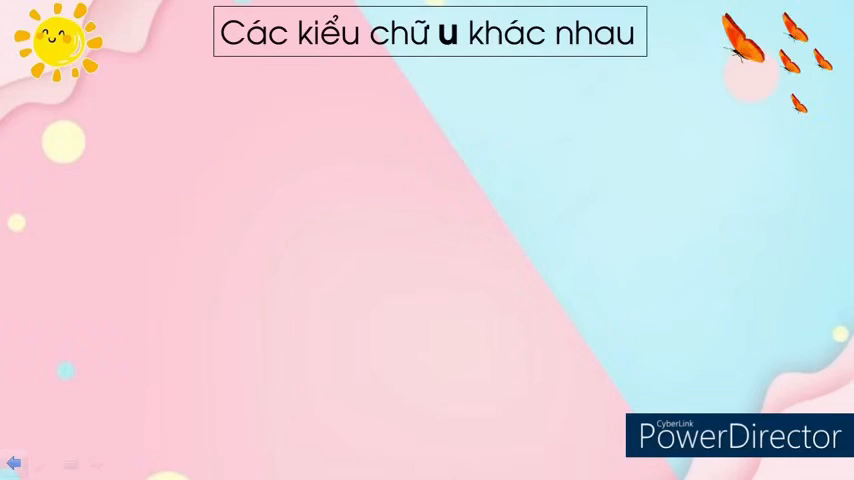 Các kiểu chữ u khác nhau
CyberLink
PowerDirector